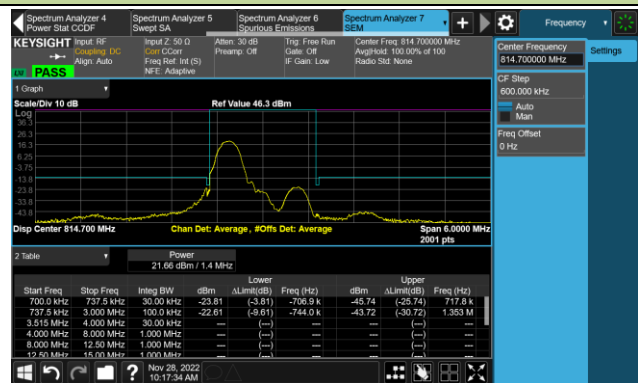 Spectrum Analyzer 4 Power Stat CCDF
Spectrum Analyzer 5 Swept SA
Spectrum Analyzer 6 Spurious Emissions
Spectrum Analyzer 7 SEM
Frequency
KEYSIGHT
Input: RF
Coupling: DC
Align: Auto
Input Z: 50 Ω
Corr CCorr
Freq Ref: Int (S)
NFE: Adaptive
Atten: 30 dB
Preamp: Off
Trig: Free Run
Gate: Off
IF Gain: Low
Center Freq: 814.700000 MHz
Avg|Hold: 100.00% of 100
Radio Std: None
PASS
Center Frequency
814.700000 MHz
Settings
CF Step
600.000 kHz
Auto
Man
Freq Offset
0 Hz
1 Graph
Scale/Div 10 dB
Ref Value 46.3 dBm
Log
36.3
26.3
16.3
6.25
-3.75
-13.8
-23.8
-33.8
-43.8
Disp Center 814.700 MHz
Chan Det: Average , #Offs Det: Average
Span 6.0000 MHz
2001 pts
2 Table
Power
21.66 dBm / 1.4 MHz
Lower Upper
Start Freq Stop Freq Integ BW dBm ΔLimit(dB) Freq (Hz) dBm ΔLimit(dB) Freq (Hz)
700.0 kHz 737.5 kHz 30.00 kHz -23.81 (-3.81) -706.9 k -45.74 (-25.74) 717.8 k
737.5 kHz 3.000 MHz 100.0 kHz -22.61 (-9.61) -744.0 k -43.72 (-30.72) 1.353 M
3.515 MHz 4.000 MHz 30.00 kHz --- (---) --- --- (---) ---
4.000 MHz 8.000 MHz 1.000 MHz --- (---) --- --- (---) ---
8.000 MHz 12.50 MHz 1.000 MHz --- (---) --- --- (---) ---
12.50 MHz 15.00 MHz 1.000 MHz --- (---) --- --- (---) ---
Nov 28, 2022
10:17:34 AM